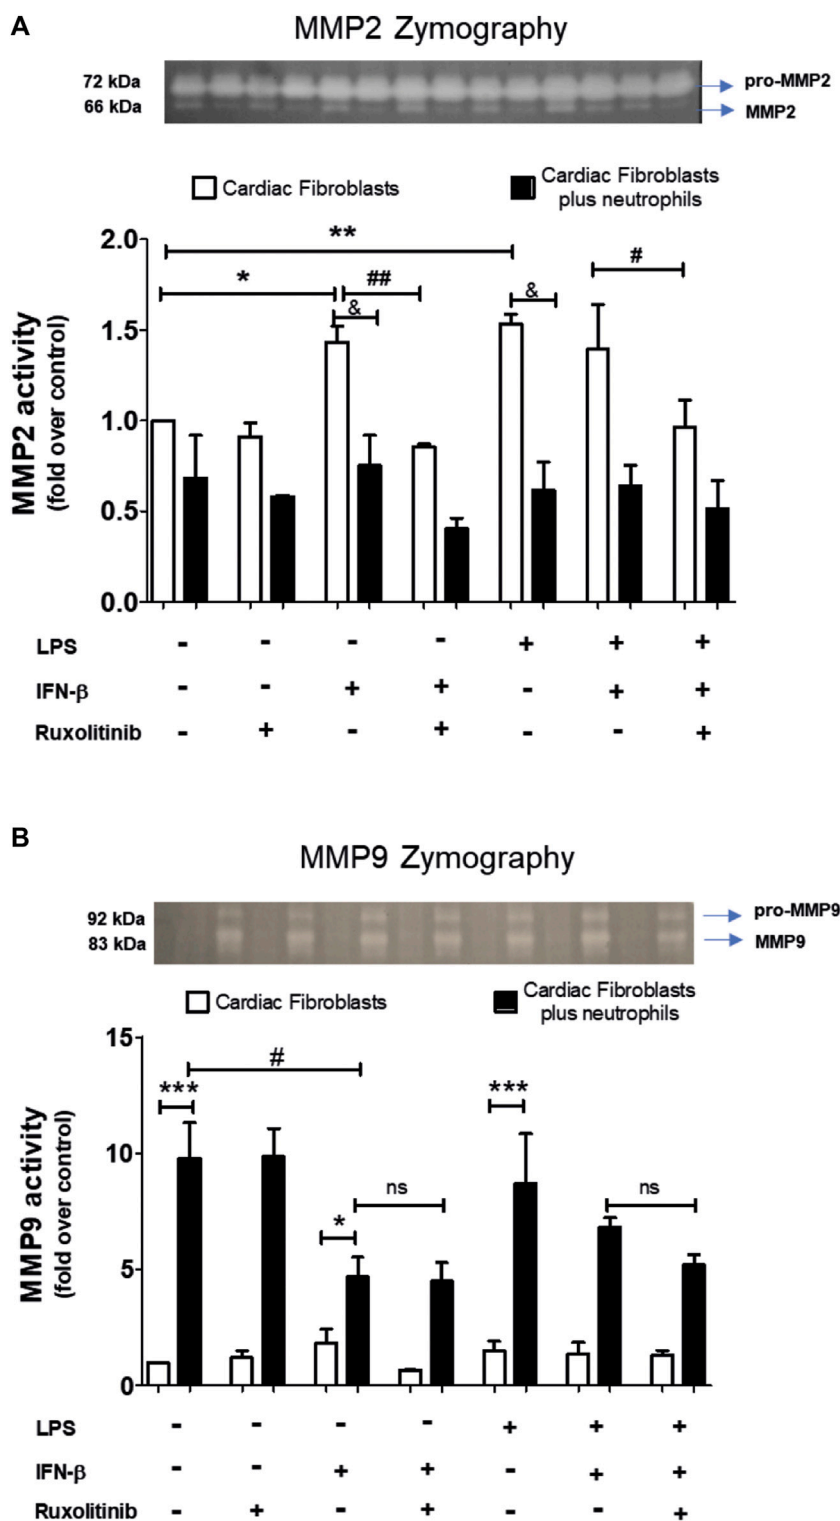 A
MMP2 Zymography
72 kDa
pro-MMP2
66 kDa
MMP2
Cardiac Fibroblasts
Cardiac Fibroblasts
plus neutrophils
MMP2 activity
(fold over control)
2.0
1.5
1.0
0.5
0.0
**
*
##
&
&
#
LPS - - - - + + +
IFN-β - - + + - + +
Ruxolitinib - + - + - - +
B
MMP9 Zymography
92 kDa
pro-MMP9
83 kDa
MMP9
Cardiac Fibroblasts
Cardiac Fibroblasts
plus neutrophils
MMP9 activity
(fold over control)
15
10
5
0
#
***
***
ns
ns
*
LPS - - - - + + +
IFN-β - - + + - + +
Ruxolitinib - + - + - - +